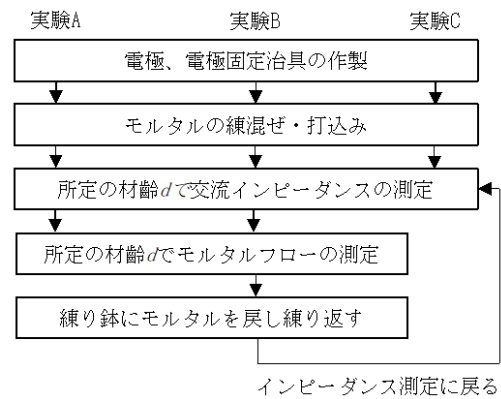 実験A 実験B 実験C
電極、電極固定治具の作製
モルタルの練混ぜ・打込み
所定の材齢dで交流インピーダンスの測定
所定の材齢dでモルタルフローの測定
練り鉢にモルタルを戻し練り返す
インピーダンス測定に戻る